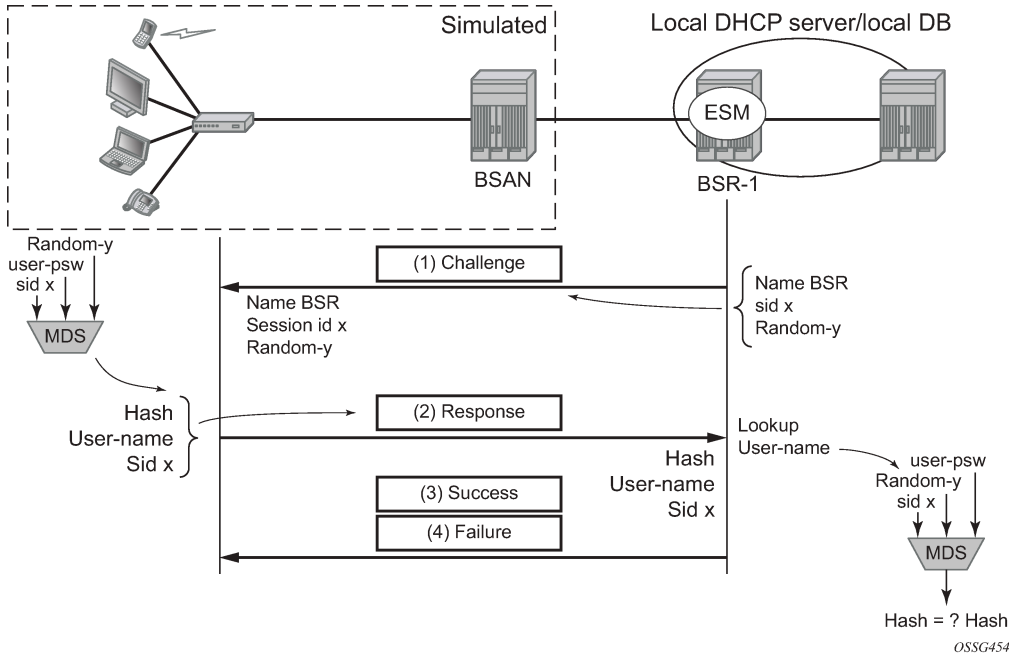 Simulated
Local DHCP server/local DB
ESM
BSAN
BSR-1
Random-y
user-psw
sid x
MDS
(1) Challenge
Name BSR
Session id x
Random-y
Name BSR
sid x
Random-y
Hash
User-name
Sid x
(2) Response
Hash
User-name
Sid x
Lookup
User-name
(3) Success
(4) Failure
user-psw
Random-y
sid x
MDS
Hash = ? Hash
OSSG454